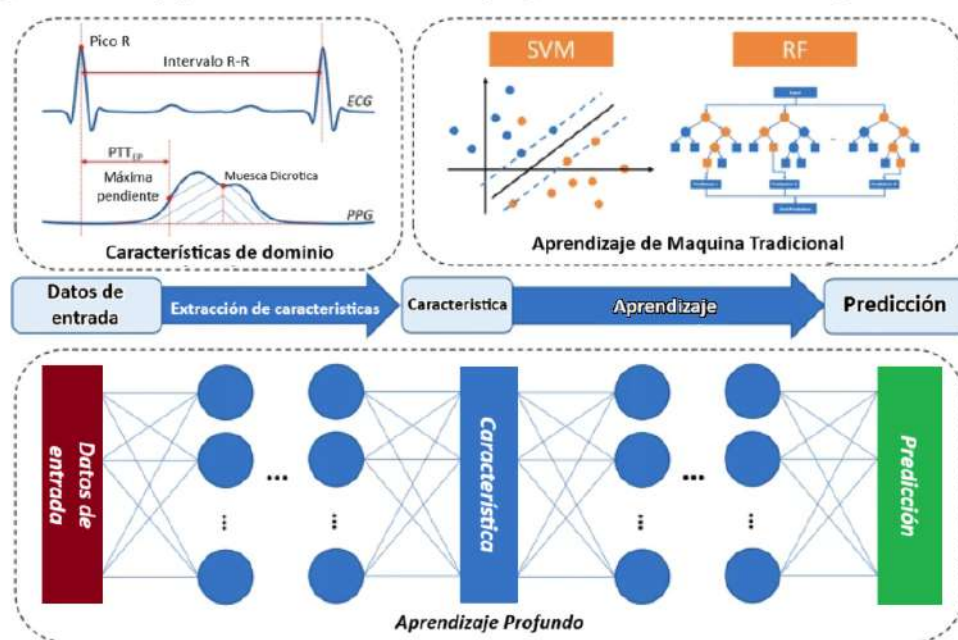 Pico R
Intervalo R-R
ECG
PTT
Máxima
pendiente
Muesca Dicrotica
PPG
Características de dominio
SVM
RF
...
Aprendizaje de Maquina Tradicional
Datos de
entrada
Extracción de caracteristicas
Caracteristica
Aprendizaje
Predicción
Datos de
entrada
...
...
...
Característica
...
...
...
Predicción
Aprendizaje Profundo